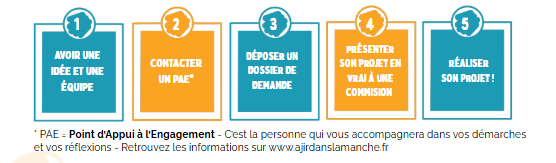 1
AVOIR UNE
IDÉE ET UNE
ÉQUIPE
2
CONTACTER
UN PAE*
3
DÉPOSER UN
DOSSIER DE
DEMANDE
4
PRÉSENTER
SON PROJET EN
VRAI À UNE
COMMISION
5
RÉALISER
SON PROJET !
* PAE = Point d'Appui à l'Engagement - C'est la personne qui vous accompagnera dans vos démarches
et vos réflexions - Retrouvez les informations sur www.ajirdanslamanche.fr